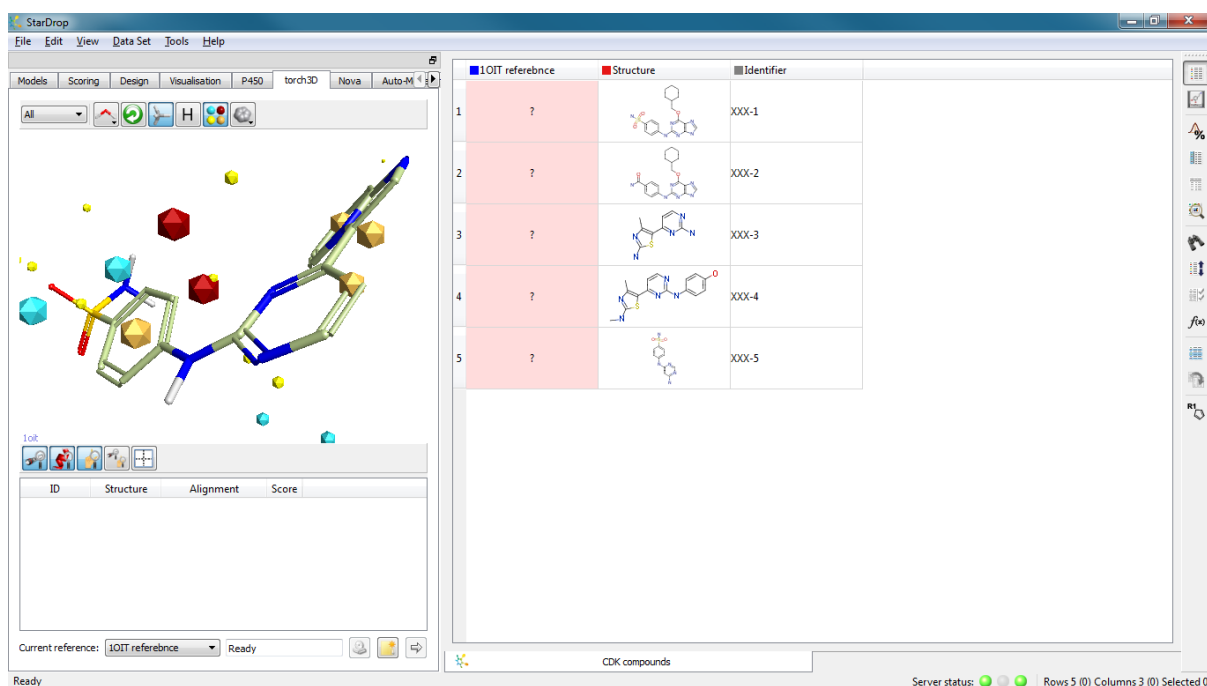 StarDrop
File Edit View Data Set Tools Help
Models Scoring Design Visualisation P450 torch3D Nova Auto-M
All
H
1oit
ID Structure Alignment Score
Current reference: 1OIT referebnce Ready
1OIT referebnce Structure Identifier
1 ? XXX-1
2 ? XXX-2
3 ? XXX-3
4 ? XXX-4
5 ? XXX-5
CDK compounds
%
f(x)
R1
Ready
Server status: Rows 5 (0) Columns 3 (0) Selected 0